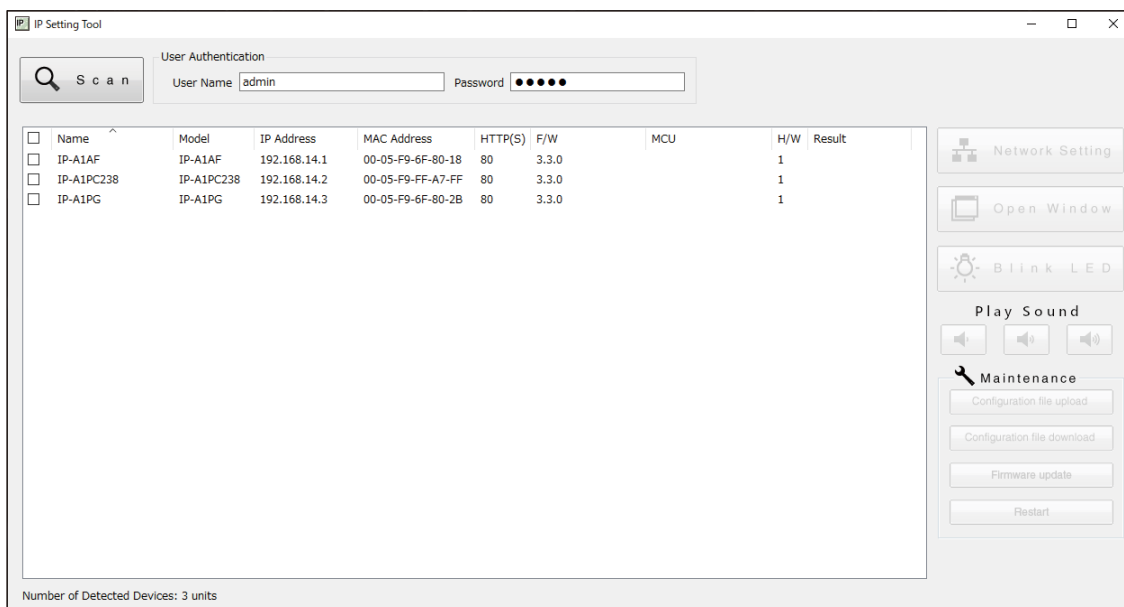 IP IP Setting Tool
User Authentication
Scan
User Name admin Password ●●●●●
Name Model IP Address MAC Address HTTP(S) F/W MCU H/W Result
IP-A1AF IP-A1AF 192.168.14.1 00-05-F9-6F-80-18 80 3.3.0 1
IP-A1PC238 IP-A1PC238 192.168.14.2 00-05-F9-FF-A7-FF 80 3.3.0 1
IP-A1PG IP-A1PG 192.168.14.3 00-05-F9-6F-80-2B 80 3.3.0 1
Network Setting
Open Window
Blink LED
Play Sound
Maintenance
Configuration file upload
Configuration file download
Firmware update
Restart
Number of Detected Devices: 3 units